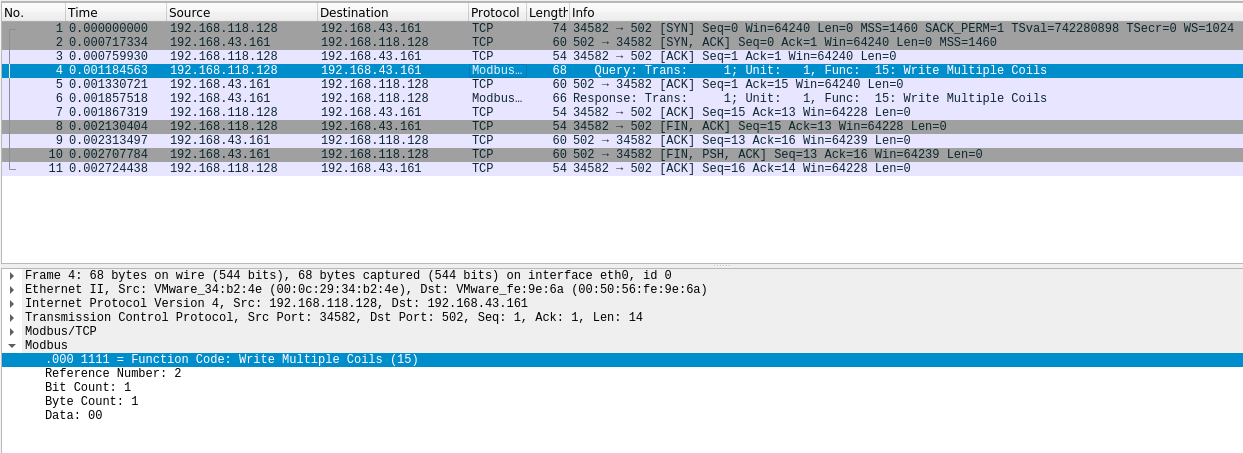 No. Time Source Destination Protocol Length Info
1 0.000000000 192.168.118.128 192.168.43.161 TCP 74 34582 → 502 [SYN] Seq=0 Win=64240 Len=0 MSS=1460 SACK_PERM=1 TSval=742280898 TSecr=0 WS=1024
2 0.000717334 192.168.43.161 192.168.118.128 TCP 60 502 → 34582 [SYN, ACK] Seq=0 Ack=1 Win=64240 Len=0 MSS=1460
3 0.000759930 192.168.118.128 192.168.43.161 TCP 54 34582 → 502 [ACK] Seq=1 Ack=1 Win=64240 Len=0
4 0.001184563 192.168.118.128 192.168.43.161 Modbus… 68 Query: Trans: 1; Unit: 1, Func: 15: Write Multiple Coils
5 0.001330721 192.168.43.161 192.168.118.128 TCP 60 502 → 34582 [ACK] Seq=1 Ack=15 Win=64240 Len=0
6 0.001857518 192.168.43.161 192.168.118.128 Modbus… 66 Response: Trans: 1; Unit: 1, Func: 15: Write Multiple Coils
7 0.001867319 192.168.118.128 192.168.43.161 TCP 54 34582 → 502 [ACK] Seq=15 Ack=13 Win=64228 Len=0
8 0.002130404 192.168.118.128 192.168.43.161 TCP 54 34582 → 502 [FIN, ACK] Seq=15 Ack=13 Win=64228 Len=0
9 0.002313497 192.168.43.161 192.168.118.128 TCP 60 502 → 34582 [ACK] Seq=13 Ack=16 Win=64239 Len=0
10 0.002707784 192.168.43.161 192.168.118.128 TCP 60 502 → 34582 [FIN, PSH, ACK] Seq=13 Ack=16 Win=64239 Len=0
11 0.002724438 192.168.118.128 192.168.43.161 TCP 54 34582 → 502 [ACK] Seq=16 Ack=14 Win=64228 Len=0
Frame 4: 68 bytes on wire (544 bits), 68 bytes captured (544 bits) on interface eth0, id 0
Ethernet II, Src: VMware_34:b2:4e (00:0c:29:34:b2:4e), Dst: VMware_fe:9e:6a (00:50:56:fe:9e:6a)
Internet Protocol Version 4, Src: 192.168.118.128, Dst: 192.168.43.161
Transmission Control Protocol, Src Port: 34582, Dst Port: 502, Seq: 1, Ack: 1, Len: 14
Modbus/TCP
Modbus
.000 1111 = Function Code: Write Multiple Coils (15)
Reference Number: 2
Bit Count: 1
Byte Count: 1
Data: 00